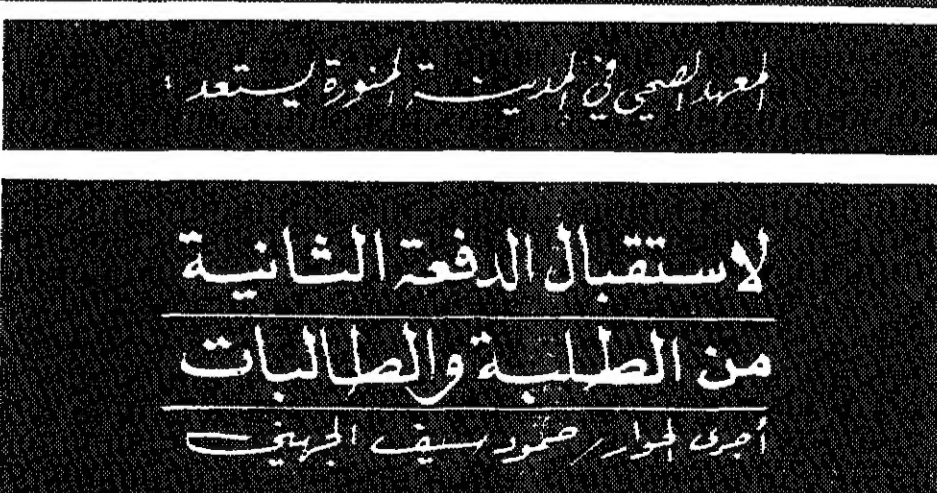 المعهد الصحي في المدينة المنورة يستعد :
لاستقبال الدفعة الثانية
من الطلبة والطالبات
أجرى الحوار / حمود سيف الجهني